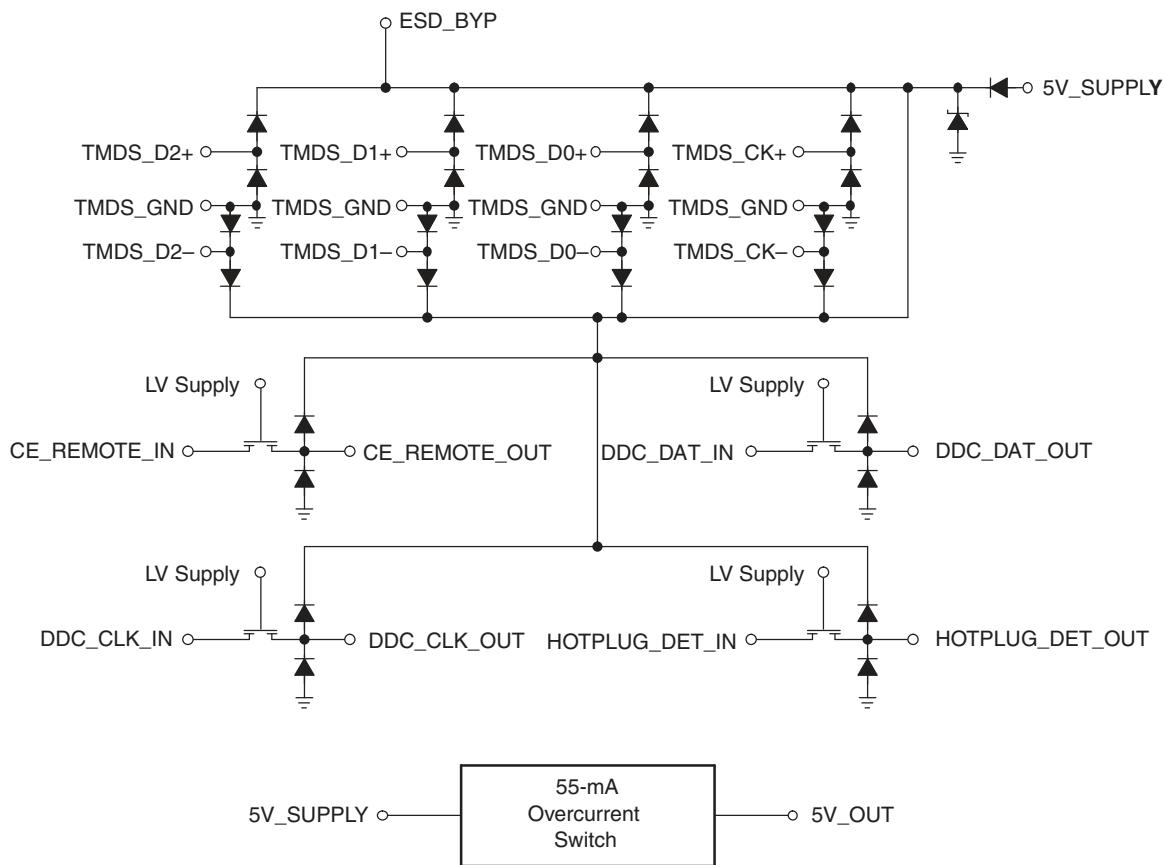 ESD_BYP
5V_SUPPLY
TMDS_D2+
TMDS_D1+
TMDS_D0+
TMDS_CK+
TMDS_GND
TMDS_GND
TMDS_GND
TMDS_GND
TMDS_D2–
TMDS_D1–
TMDS_D0–
TMDS_CK–
LV Supply
LV Supply
CE_REMOTE_IN
CE_REMOTE_OUT
DDC_DAT_IN
DDC_DAT_OUT
LV Supply
LV Supply
DDC_CLK_IN
DDC_CLK_OUT
HOTPLUG_DET_IN
HOTPLUG_DET_OUT
5V_SUPPLY
55-mA
Overcurrent
Switch
5V_OUT